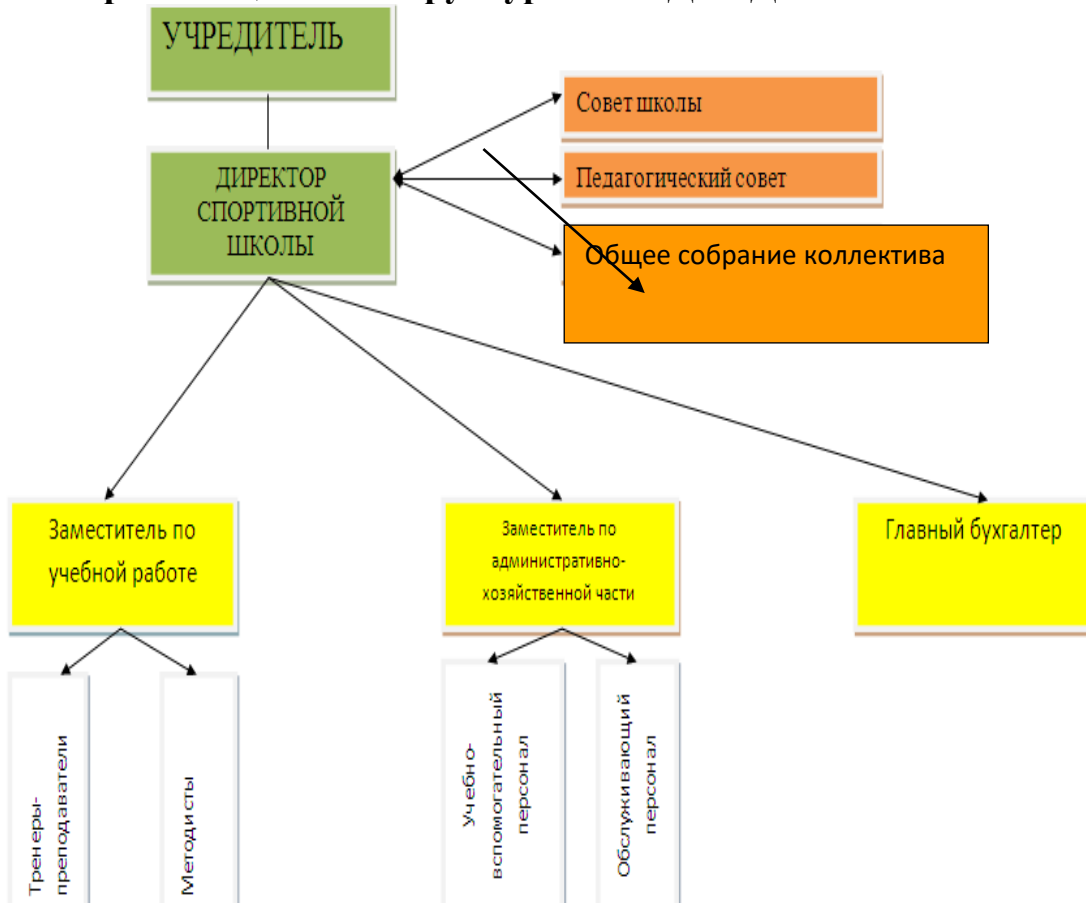 УЧРЕДИТЕЛЬ
ДИРЕКТОР
СПОРТИВНОЙ
ШКОЛЫ
Совет школы
Педагогический совет
Общее собрание коллектива
Заместитель по
учебной работе
Заместитель по
административно-
хозяйственной части
Главный бухгалтер
Тренеры-
преподаватели
Методисты
Учебно-
вспомогательный
персонал
Обслуживающий
персонал